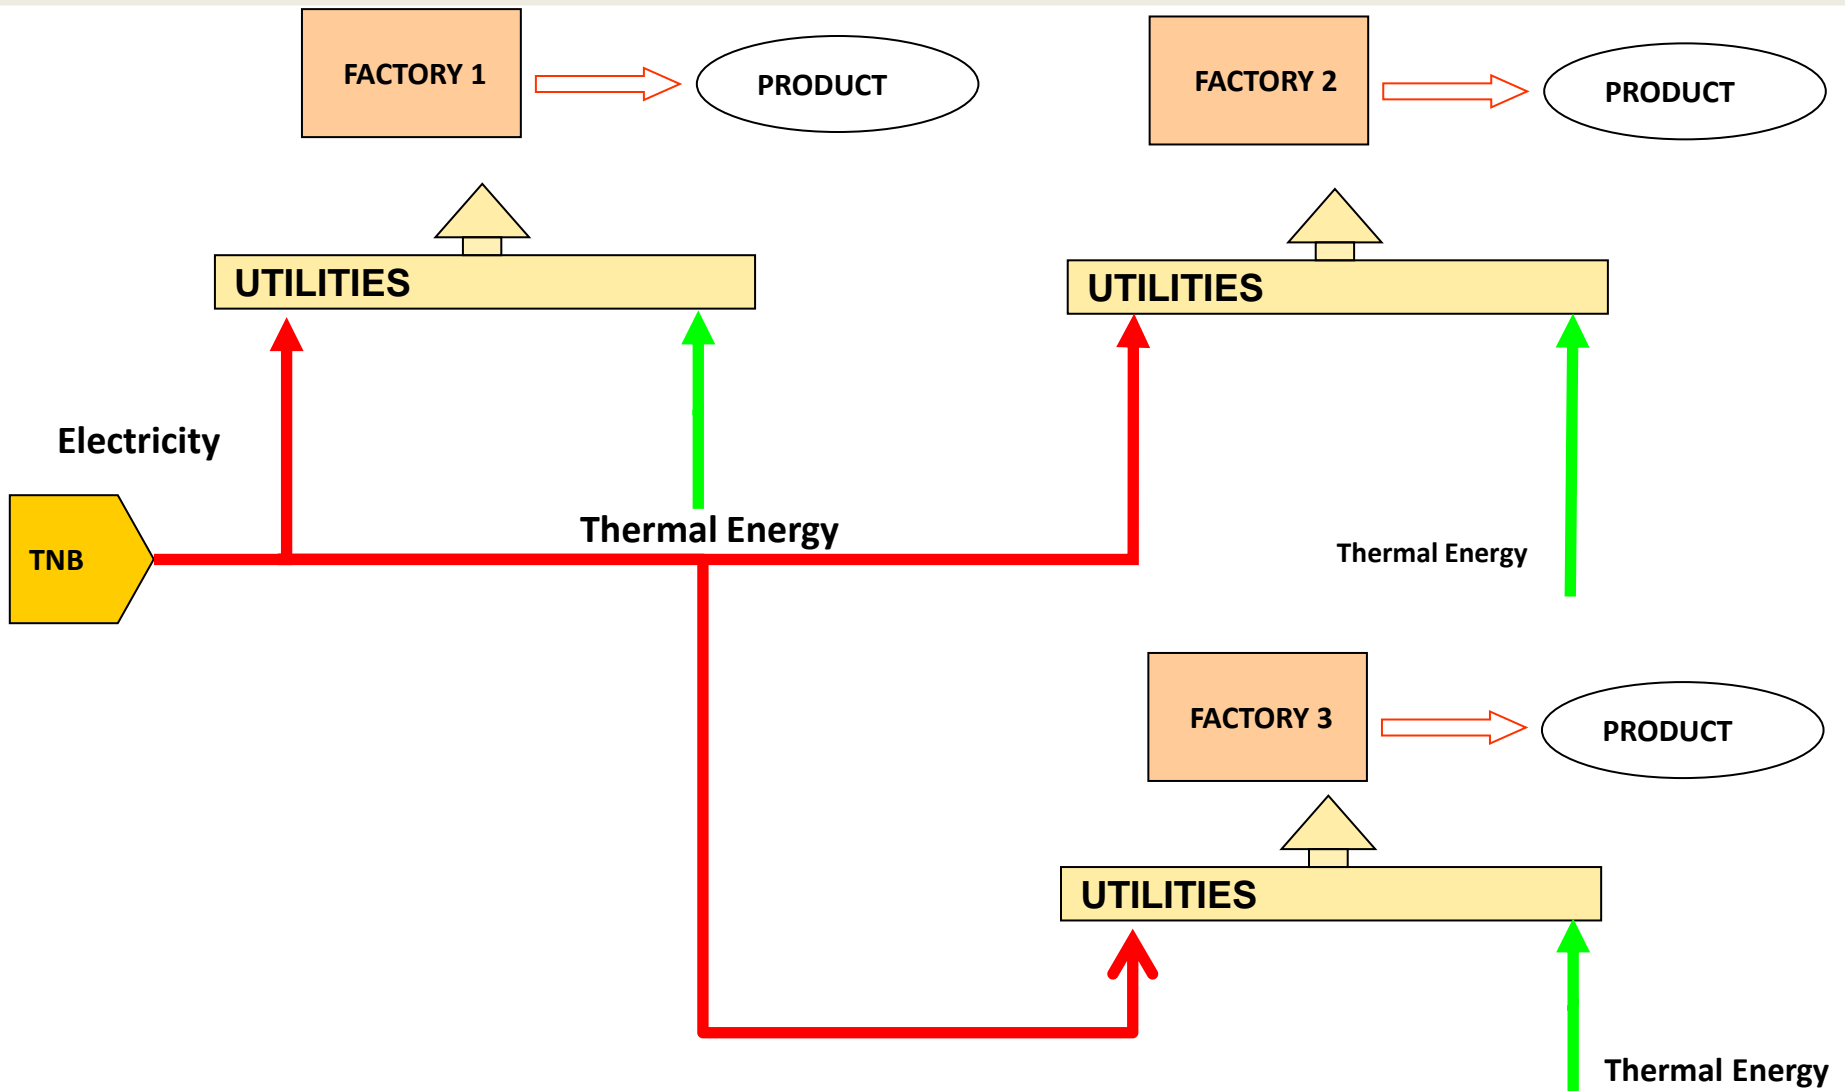 FACTORY 1
PRODUCT
FACTORY 2
PRODUCT
UTILITIES
UTILITIES
Electricity
Thermal Energy
TNB
Thermal Energy
FACTORY 3
PRODUCT
UTILITIES
Thermal Energy